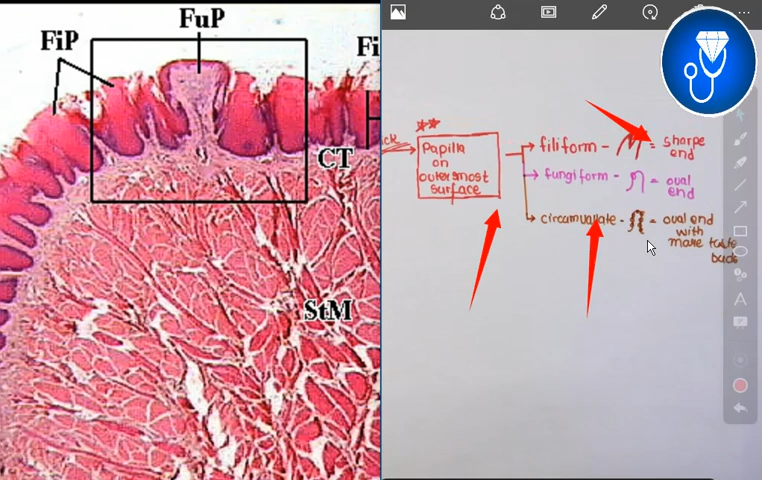 FuP
FiP
Fi
CT
StM
**
Papilla
on
outermost
surface
filiform - = sharpe
end
fungiform - = oval
end
circumvallate - = oval end
with
more taste
buds